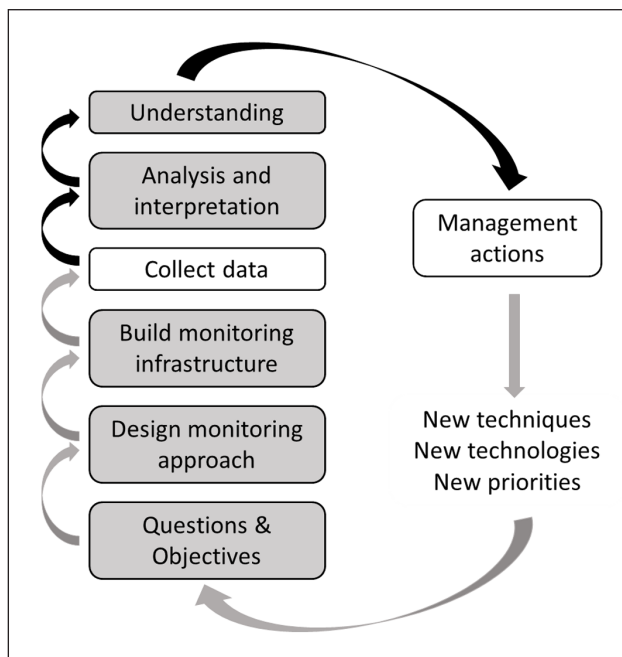 Understanding
Analysis and
interpretation
Collect data
Build monitoring
infrastructure
Design monitoring
approach
Questions &
Objectives
Management
actions
New techniques
New technologies
New priorities